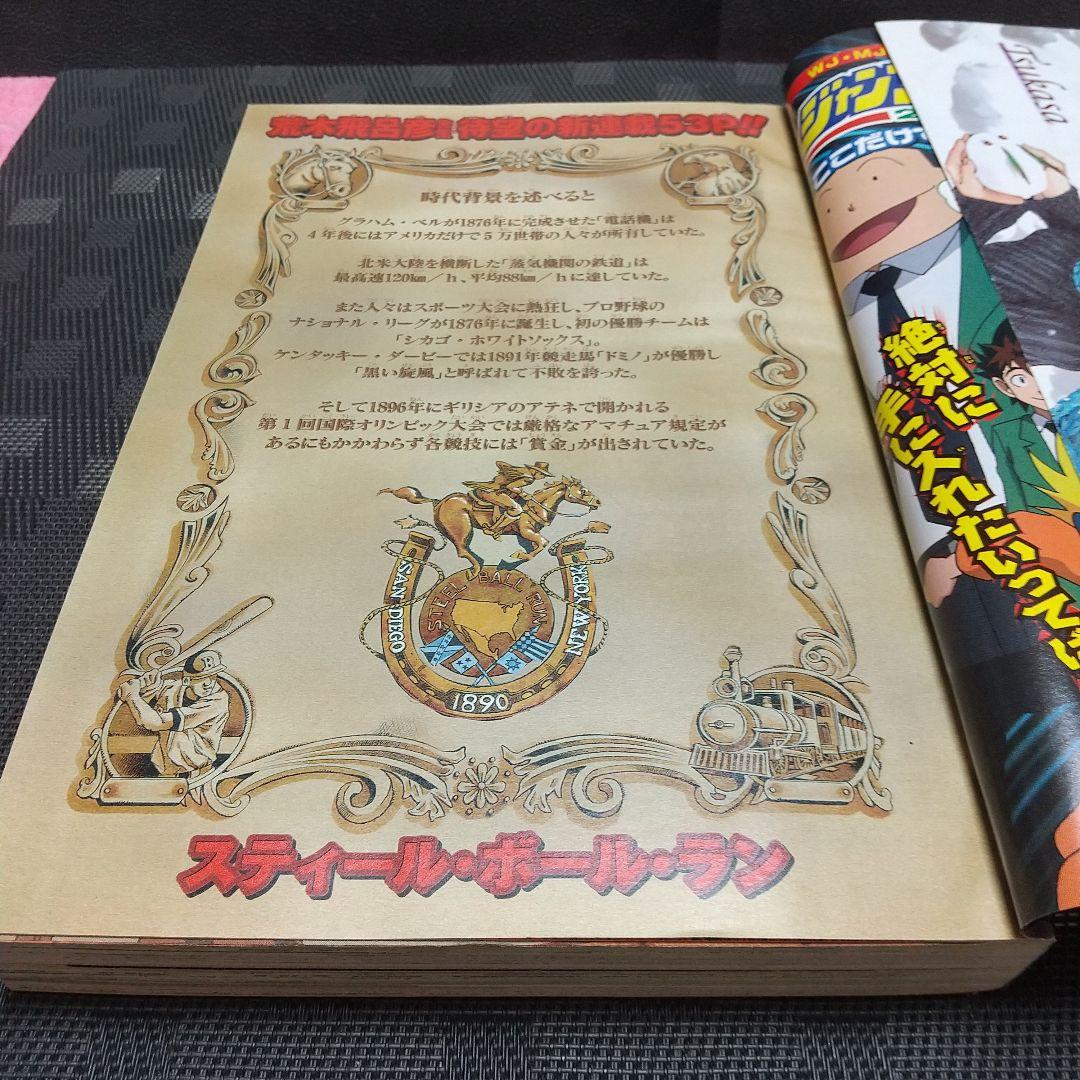 荒木飛呂彦 待望の新連載53P!!
時代背景を述べると
グラハム・ベルが1876年に完成させた「電話機」は
4年後にはアメリカだけで5万世帯の人々が所有していた。
北米大陸を横断した「蒸気機関の鉄道」は
最高速120km/h、平均88km/hに達していた。
また人々はスポーツ大会に熱狂し、プロ野球の
ナショナル・リーグが1876年に誕生し、初の優勝チームは
「シカゴ・ホワイトソックス」。
ケンタッキー・ダービーでは1891年競走馬「ドミノ」が優勝し
「黒い旋風」と呼ばれて不敗を誇った。
そして1896年にギリシアのアテネで開かれる
第1回国際オリンピック大会では厳格なアマチュア規定が
あるにもかかわらず各競技には「賞金」が出されていた。
STEEL BALL RUN
SAN DIEGO
NEW YORK
1890
B
スティール・ボール・ラン
WJ・MJ
ジャン
ここだけ
Tsukasa
絶対に
手に入れたいってん